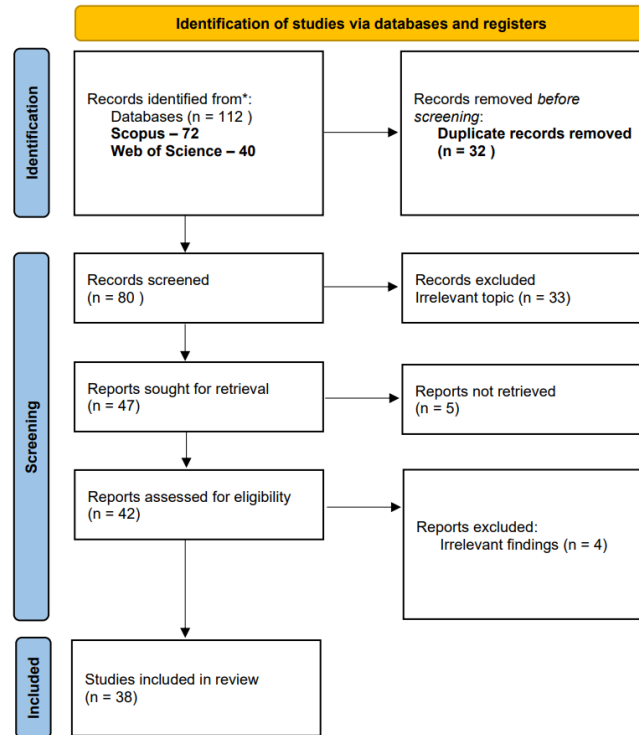 Identification of studies via databases and registers
Identification
Records identified from*:
Databases (n = 112 )
Scopus – 72
Web of Science – 40
Records removed before
screening:
Duplicate records removed
(n = 32 )
Screening
Records screened
(n = 80 )
Records excluded
Irrelevant topic (n = 33)
Reports sought for retrieval
(n = 47)
Reports not retrieved
(n = 5)
Reports assessed for eligibility
(n = 42)
Reports excluded:
Irrelevant findings (n = 4)
Included
Studies included in review
(n = 38)